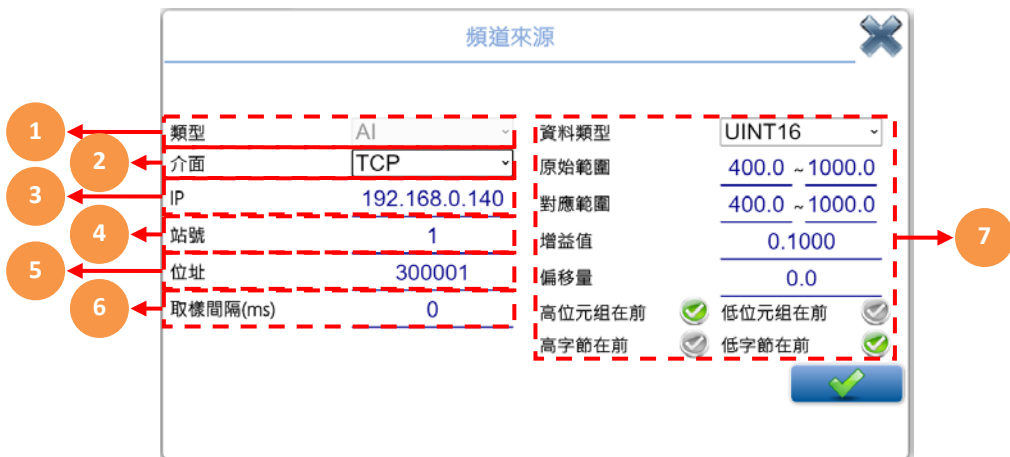 頻道來源
1 類型 AI
2 介面 TCP
3 IP 192.168.0.140
4 站號 1
5 位址 300001
6 取樣間隔(ms) 0
資料類型 UINT16
原始範圍 400.0 ~ 1000.0
對應範圍 400.0 ~ 1000.0
增益值 0.1000
偏移量 0.0
高位元组在前 低位元组在前
高字節在前 低字節在前
7